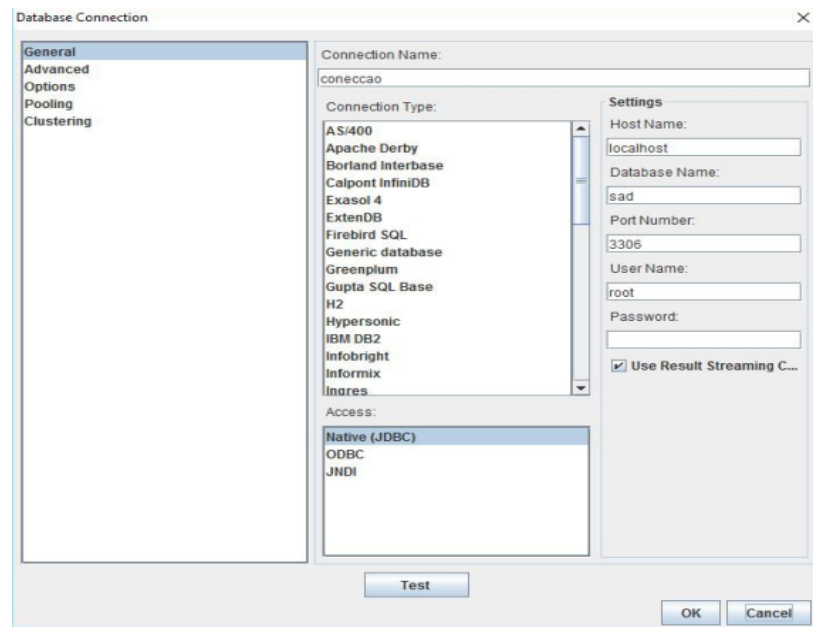 Database Connection
General
Advanced
Options
Pooling
Clustering
Connection Name:
coneccao
Connection Type:
AS/400
Apache Derby
Borland Interbase
Calpont InfiniDB
Exasol 4
ExtenDB
Firebird SQL
Generic database
Greenplum
Gupta SQL Base
H2
Hypersonic
IBM DB2
Infobright
Informix
Ingres
Access:
Native (JDBC)
ODBC
JNDI
Settings
Host Name:
localhost
Database Name:
sad
Port Number:
3306
User Name:
root
Password:
Use Result Streaming C...
Test
OK
Cancel